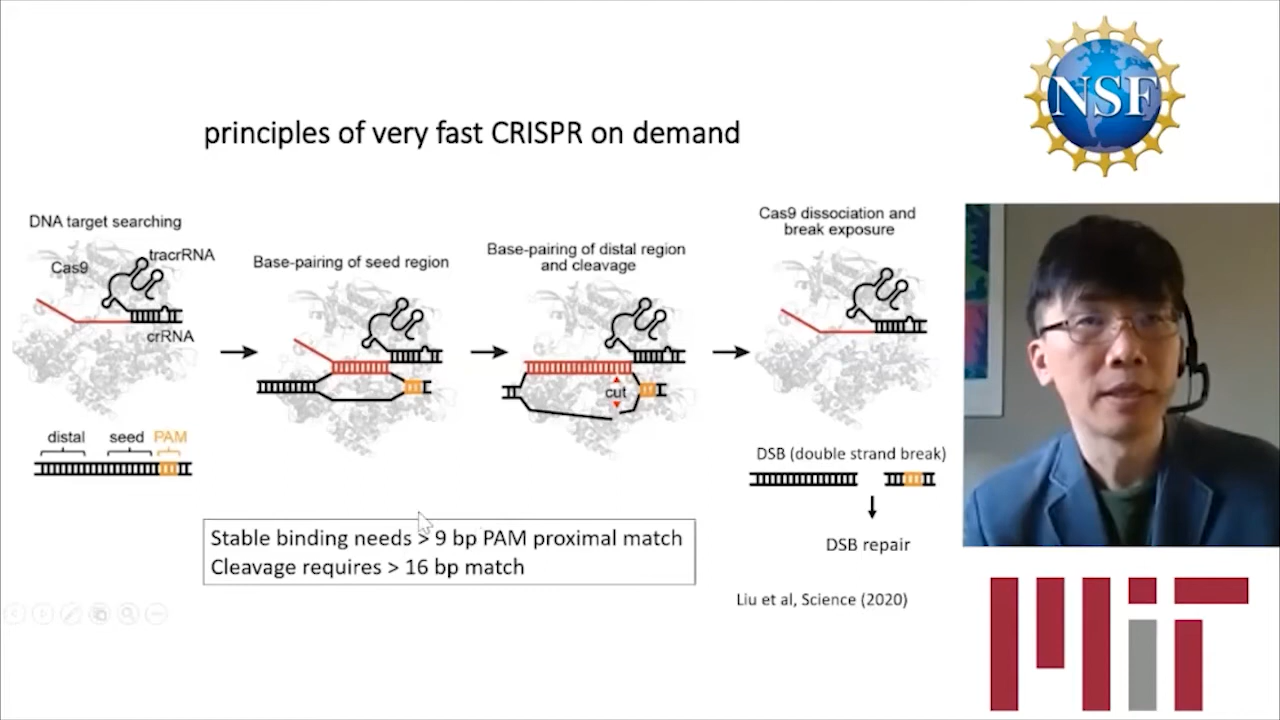 principles of very fast CRISPR on demand
DNA target searching
Cas9
tracrRNA
crRNA
distal
seed
PAM
Base-pairing of seed region
Base-pairing of distal region
and cleavage
cut
Cas9 dissociation and
break exposure
DSB (double strand break)
DSB repair
Stable binding needs > 9 bp PAM proximal match
Cleavage requires > 16 bp match
Liu et al, Science (2020)
NSF
MIT